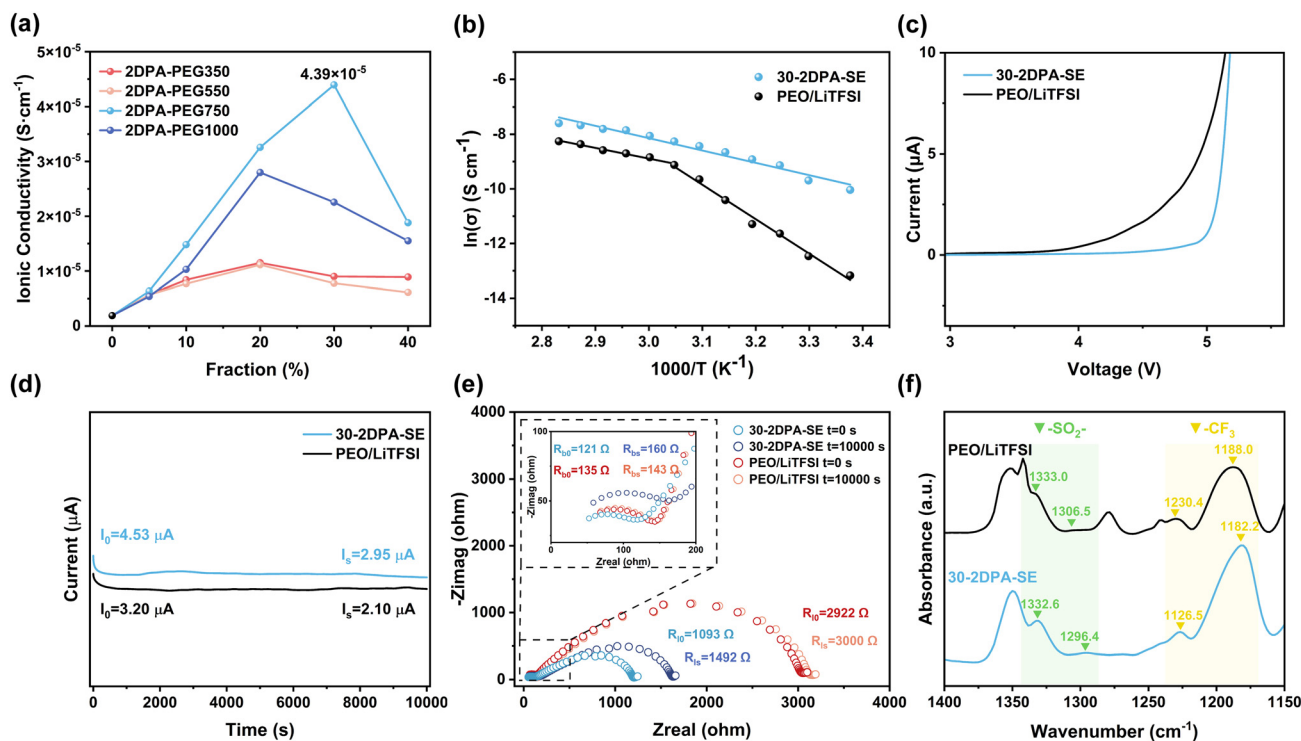 (a)
Ionic Conductivity (S·cm⁻¹)
5×10⁻⁵
4×10⁻⁵
3×10⁻⁵
2×10⁻⁵
1×10⁻⁵
0
2DPA-PEG350
2DPA-PEG550
2DPA-PEG750
2DPA-PEG1000
4.39×10⁻⁵
0 10 20 30 40
Fraction (%)
(b)
ln(σ) (S cm⁻¹)
-6
-8
-10
-12
-14
30-2DPA-SE
PEO/LiTFSI
2.8 2.9 3.0 3.1 3.2 3.3 3.4
1000/T (K⁻¹)
(c)
Current (µA)
10
5
0
30-2DPA-SE
PEO/LiTFSI
3 4 5
Voltage (V)
(d)
Current (µA)
30-2DPA-SE
PEO/LiTFSI
I₀=4.53 µA
Iₛ=2.95 µA
I₀=3.20 µA
Iₛ=2.10 µA
0 2000 4000 6000 8000 10000
Time (s)
(e)
-Zimag (ohm)
4000
3000
2000
1000
0
100
50
-Zimag (ohm)
R_b0=121 Ω R_bs=160 Ω
R_b0=135 Ω R_bs=143 Ω
0 100 200
Zreal (ohm)
30-2DPA-SE t=0 s
30-2DPA-SE t=10000 s
PEO/LiTFSI t=0 s
PEO/LiTFSI t=10000 s
R_I0=2922 Ω
R_I0=1093 Ω
R_Is=3000 Ω
R_Is=1492 Ω
0 1000 2000 3000 4000
Zreal (ohm)
(f)
Absorbance (a.u.)
-SO₂-
-CF₃
PEO/LiTFSI
1188.0
1333.0
1230.4
1306.5
1182.2
30-2DPA-SE
1332.6
1126.5
1296.4
1400 1350 1300 1250 1200 1150
Wavenumber (cm⁻¹)